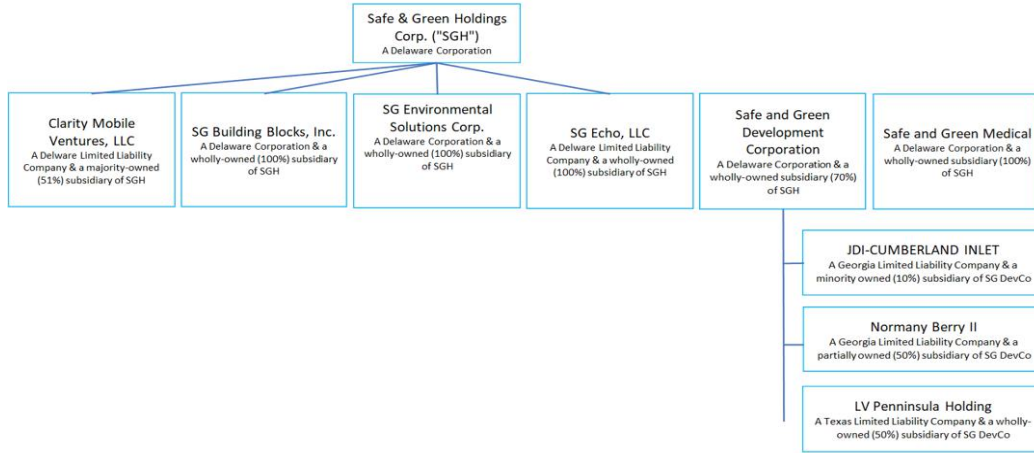 Safe & Green Holdings
Corp. ("SGH")
A Delaware Corporation
Clarity Mobile
Ventures, LLC
A Delware Limited Liability
Company & a majority-owned
(51%) subsidiary of SGH
SG Building Blocks, Inc.
A Delaware Corporation & a
wholly-owned (100%) subsidiary
of SGH
SG Environmental
Solutions Corp.
A Delaware Corporation & a
wholly-owned (100%) subsidiary
of SGH
SG Echo, LLC
A Delware Limited Liability
Company & a wholly-owned
(100%) subsidiary of SGH
Safe and Green
Development
Corporation
A Delaware Corporation & a
wholly-owned subsidiary (70%)
of SGH
Safe and Green Medical
A Delaware Corporation & a
wholly-owned subsidiary (100%)
of SGH
JDI-CUMBERLAND INLET
A Georgia Limited Liability Company & a
minority owned (10%) subsidiary of SG DevCo
Normany Berry II
A Georgia Limited Liability Company & a
partially owned (50%) subsidiary of SG DevCo
LV Penninsula Holding
A Texas Limited Liability Company & a wholly-
owned (50%) subsidiary of SG DevCo